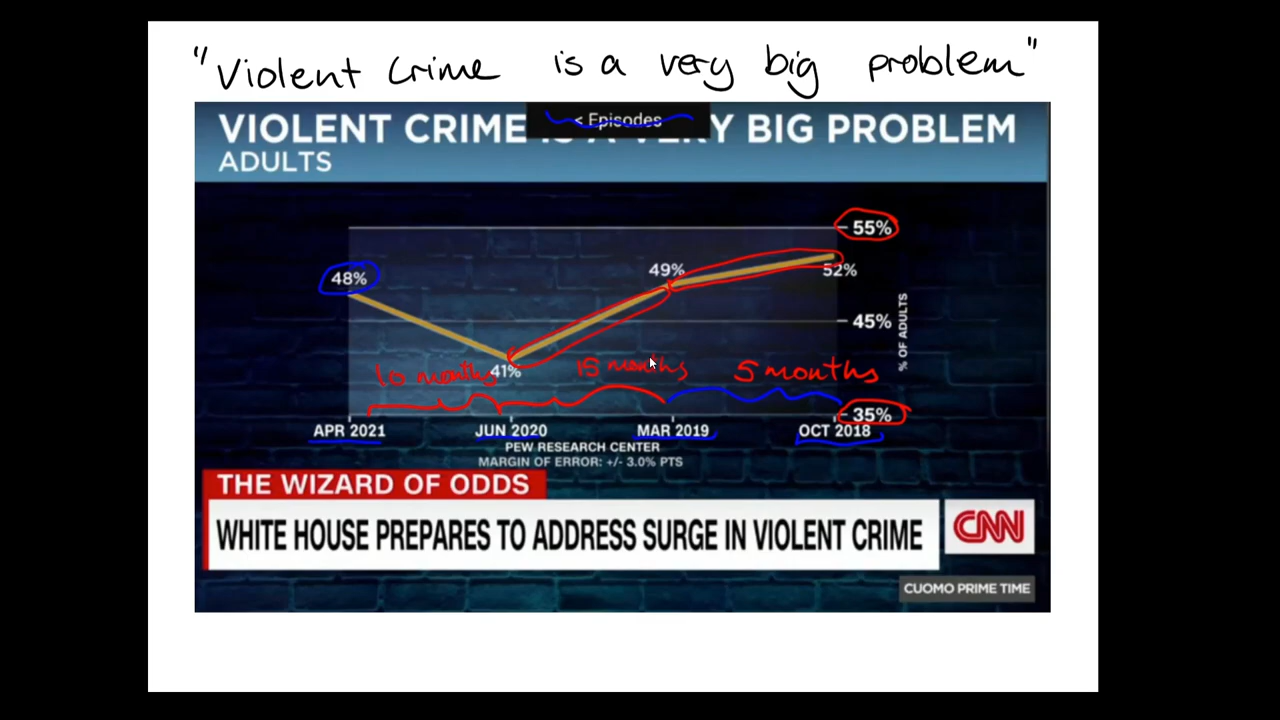 "Violent Crime is a very big problem"
VIOLENT CRIME IS A VERY BIG PROBLEM
< Episodes
ADULTS
55%
48%
49%
52%
45%
% OF ADULTS
41%
10 months
15 months
5 months
35%
APR 2021 JUN 2020 MAR 2019 OCT 2018
PEW RESEARCH CENTER
MARGIN OF ERROR: +/- 3.0% PTS
THE WIZARD OF ODDS
WHITE HOUSE PREPARES TO ADDRESS SURGE IN VIOLENT CRIME
CNN
CUOMO PRIME TIME